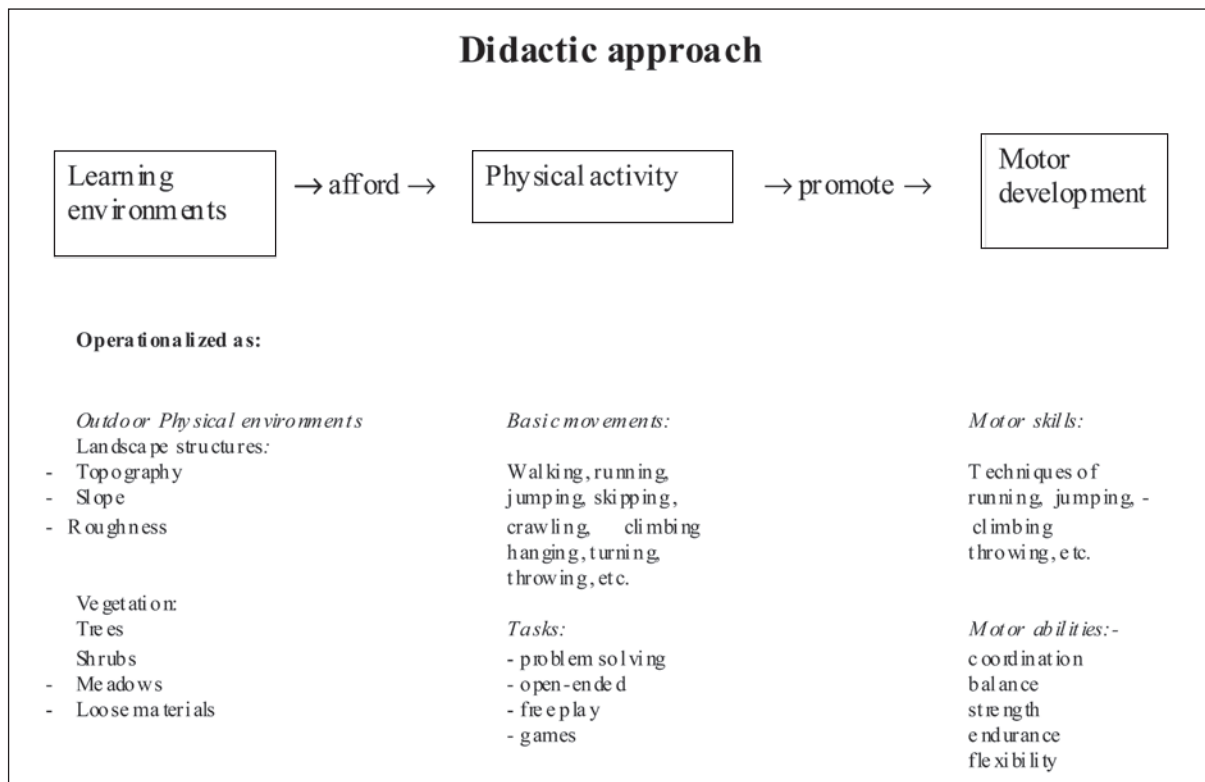 Didactic approach
Learning
environments
→ afford →
Physical activity
→ promote →
Motor
development
Operationalized as:
Outdoor Physical environments
Landscape structures:
- Topography
- Slope
- Roughness
Vegetation:
Trees
Shrubs
- Meadows
- Loose materials
Basic movements:
Walking, running,
jumping, skipping,
crawling, climbing
hanging, turning,
throwing, etc.
Tasks:
- problem solving
- open-ended
- free play
- games
Motor skills:
Techniques of
running, jumping, -
climbing
throwing, etc.
Motor abilities:-
coordination
balance
strength
endurance
flexibility